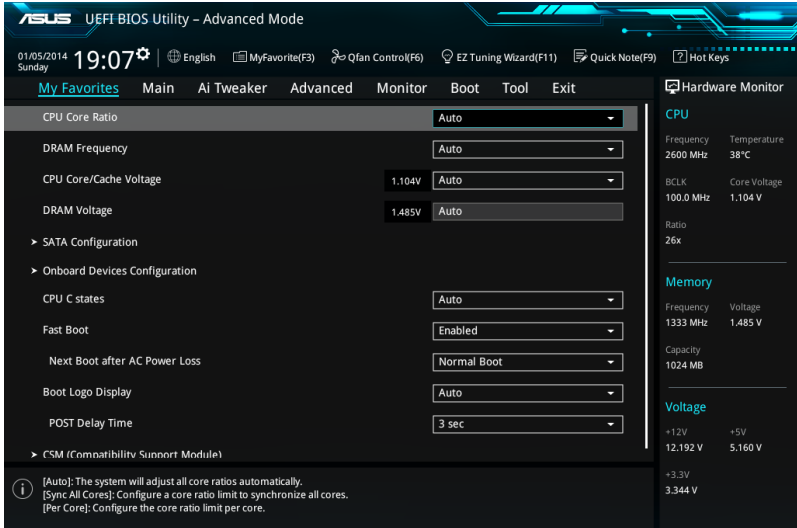 ASUS UEFI BIOS Utility – Advanced Mode
01/05/2014 Sunday 19:07 English MyFavorite(F3) Qfan Control(F6) EZ Tuning Wizard(F11) Quick Note(F9) ? Hot Keys
My Favorites Main Ai Tweaker Advanced Monitor Boot Tool Exit
CPU Core Ratio Auto
DRAM Frequency Auto
CPU Core/Cache Voltage 1.104V Auto
DRAM Voltage 1.485V Auto
> SATA Configuration
> Onboard Devices Configuration
CPU C states Auto
Fast Boot Enabled
Next Boot after AC Power Loss Normal Boot
Boot Logo Display Auto
POST Delay Time 3 sec
> CSM (Compatibility Support Module)
i
[Auto]: The system will adjust all core ratios automatically.
[Sync All Cores]: Configure a core ratio limit to synchronize all cores.
[Per Core]: Configure the core ratio limit per core.
Hardware Monitor
CPU
Frequency Temperature
2600 MHz 38°C
BCLK Core Voltage
100.0 MHz 1.104 V
Ratio
26x
Memory
Frequency Voltage
1333 MHz 1.485 V
Capacity
1024 MB
Voltage
+12V +5V
12.192 V 5.160 V
+3.3V
3.344 V